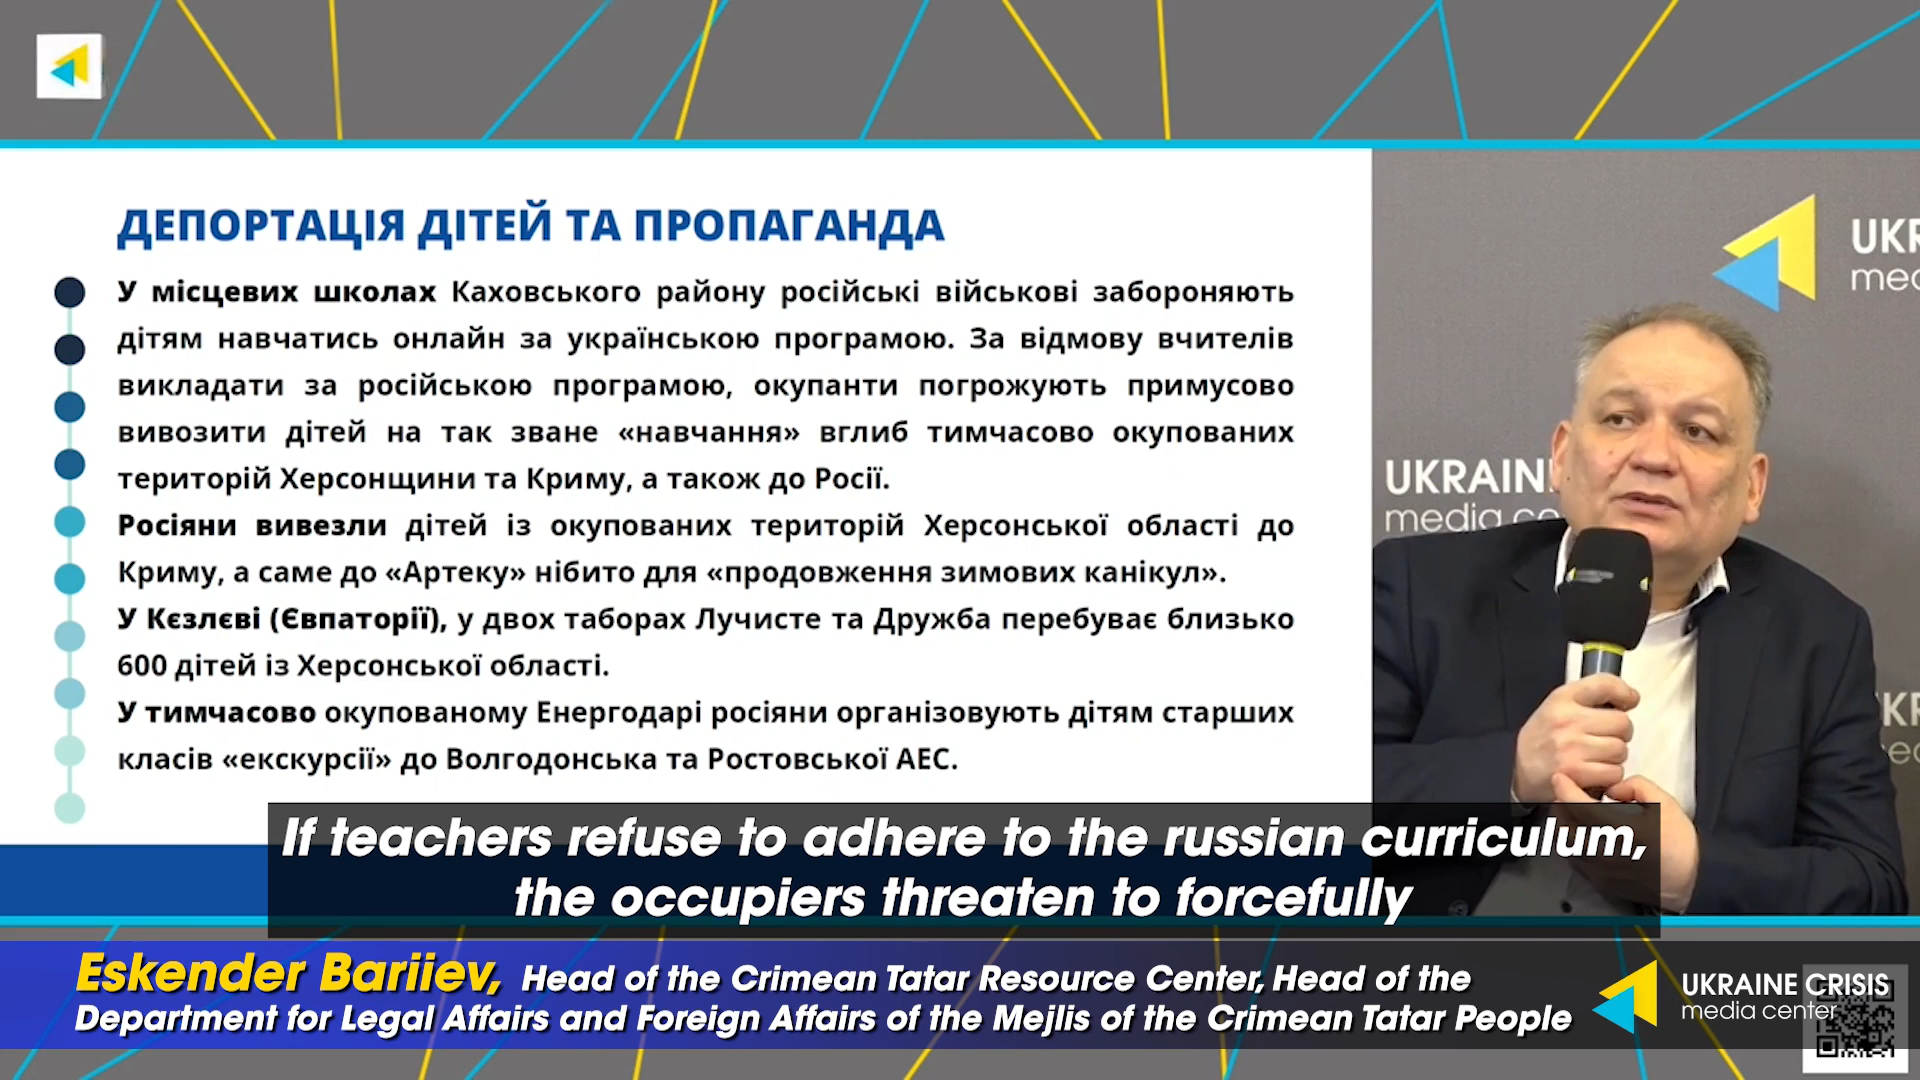 ДЕПОРТАЦІЯ ДІТЕЙ ТА ПРОПАГАНДА
У місцевих школах Каховського району російські військові забороняють
дітям навчатись онлайн за українською програмою. За відмову вчителів
викладати за російською програмою, окупанти погрожують примусово
вивозити дітей на так зване «навчання» вглиб тимчасово окупованих
територій Херсонщини та Криму, а також до Росії.
Росіяни вивезли дітей із окупованих територій Херсонської області до
Криму, а саме до «Артеку» нібито для «продовження зимових канікул».
У Кєзлєві (Євпаторії), у двох таборах Лучисте та Дружба перебуває близько
600 дітей із Херсонської області.
У тимчасово окупованому Енергодарі росіяни організовують дітям старших
класів «екскурсії» до Волгодонська та Ростовської АЕС.
UKR
med
UKRAIN
media ce
If teachers refuse to adhere to the russian curriculum,
the occupiers threaten to forcefully
Eskender Bariiev, Head of the Crimean Tatar Resource Center, Head of the
Department for Legal Affairs and Foreign Affairs of the Mejlis of the Crimean Tatar People
UKRAINE CRISIS
media center